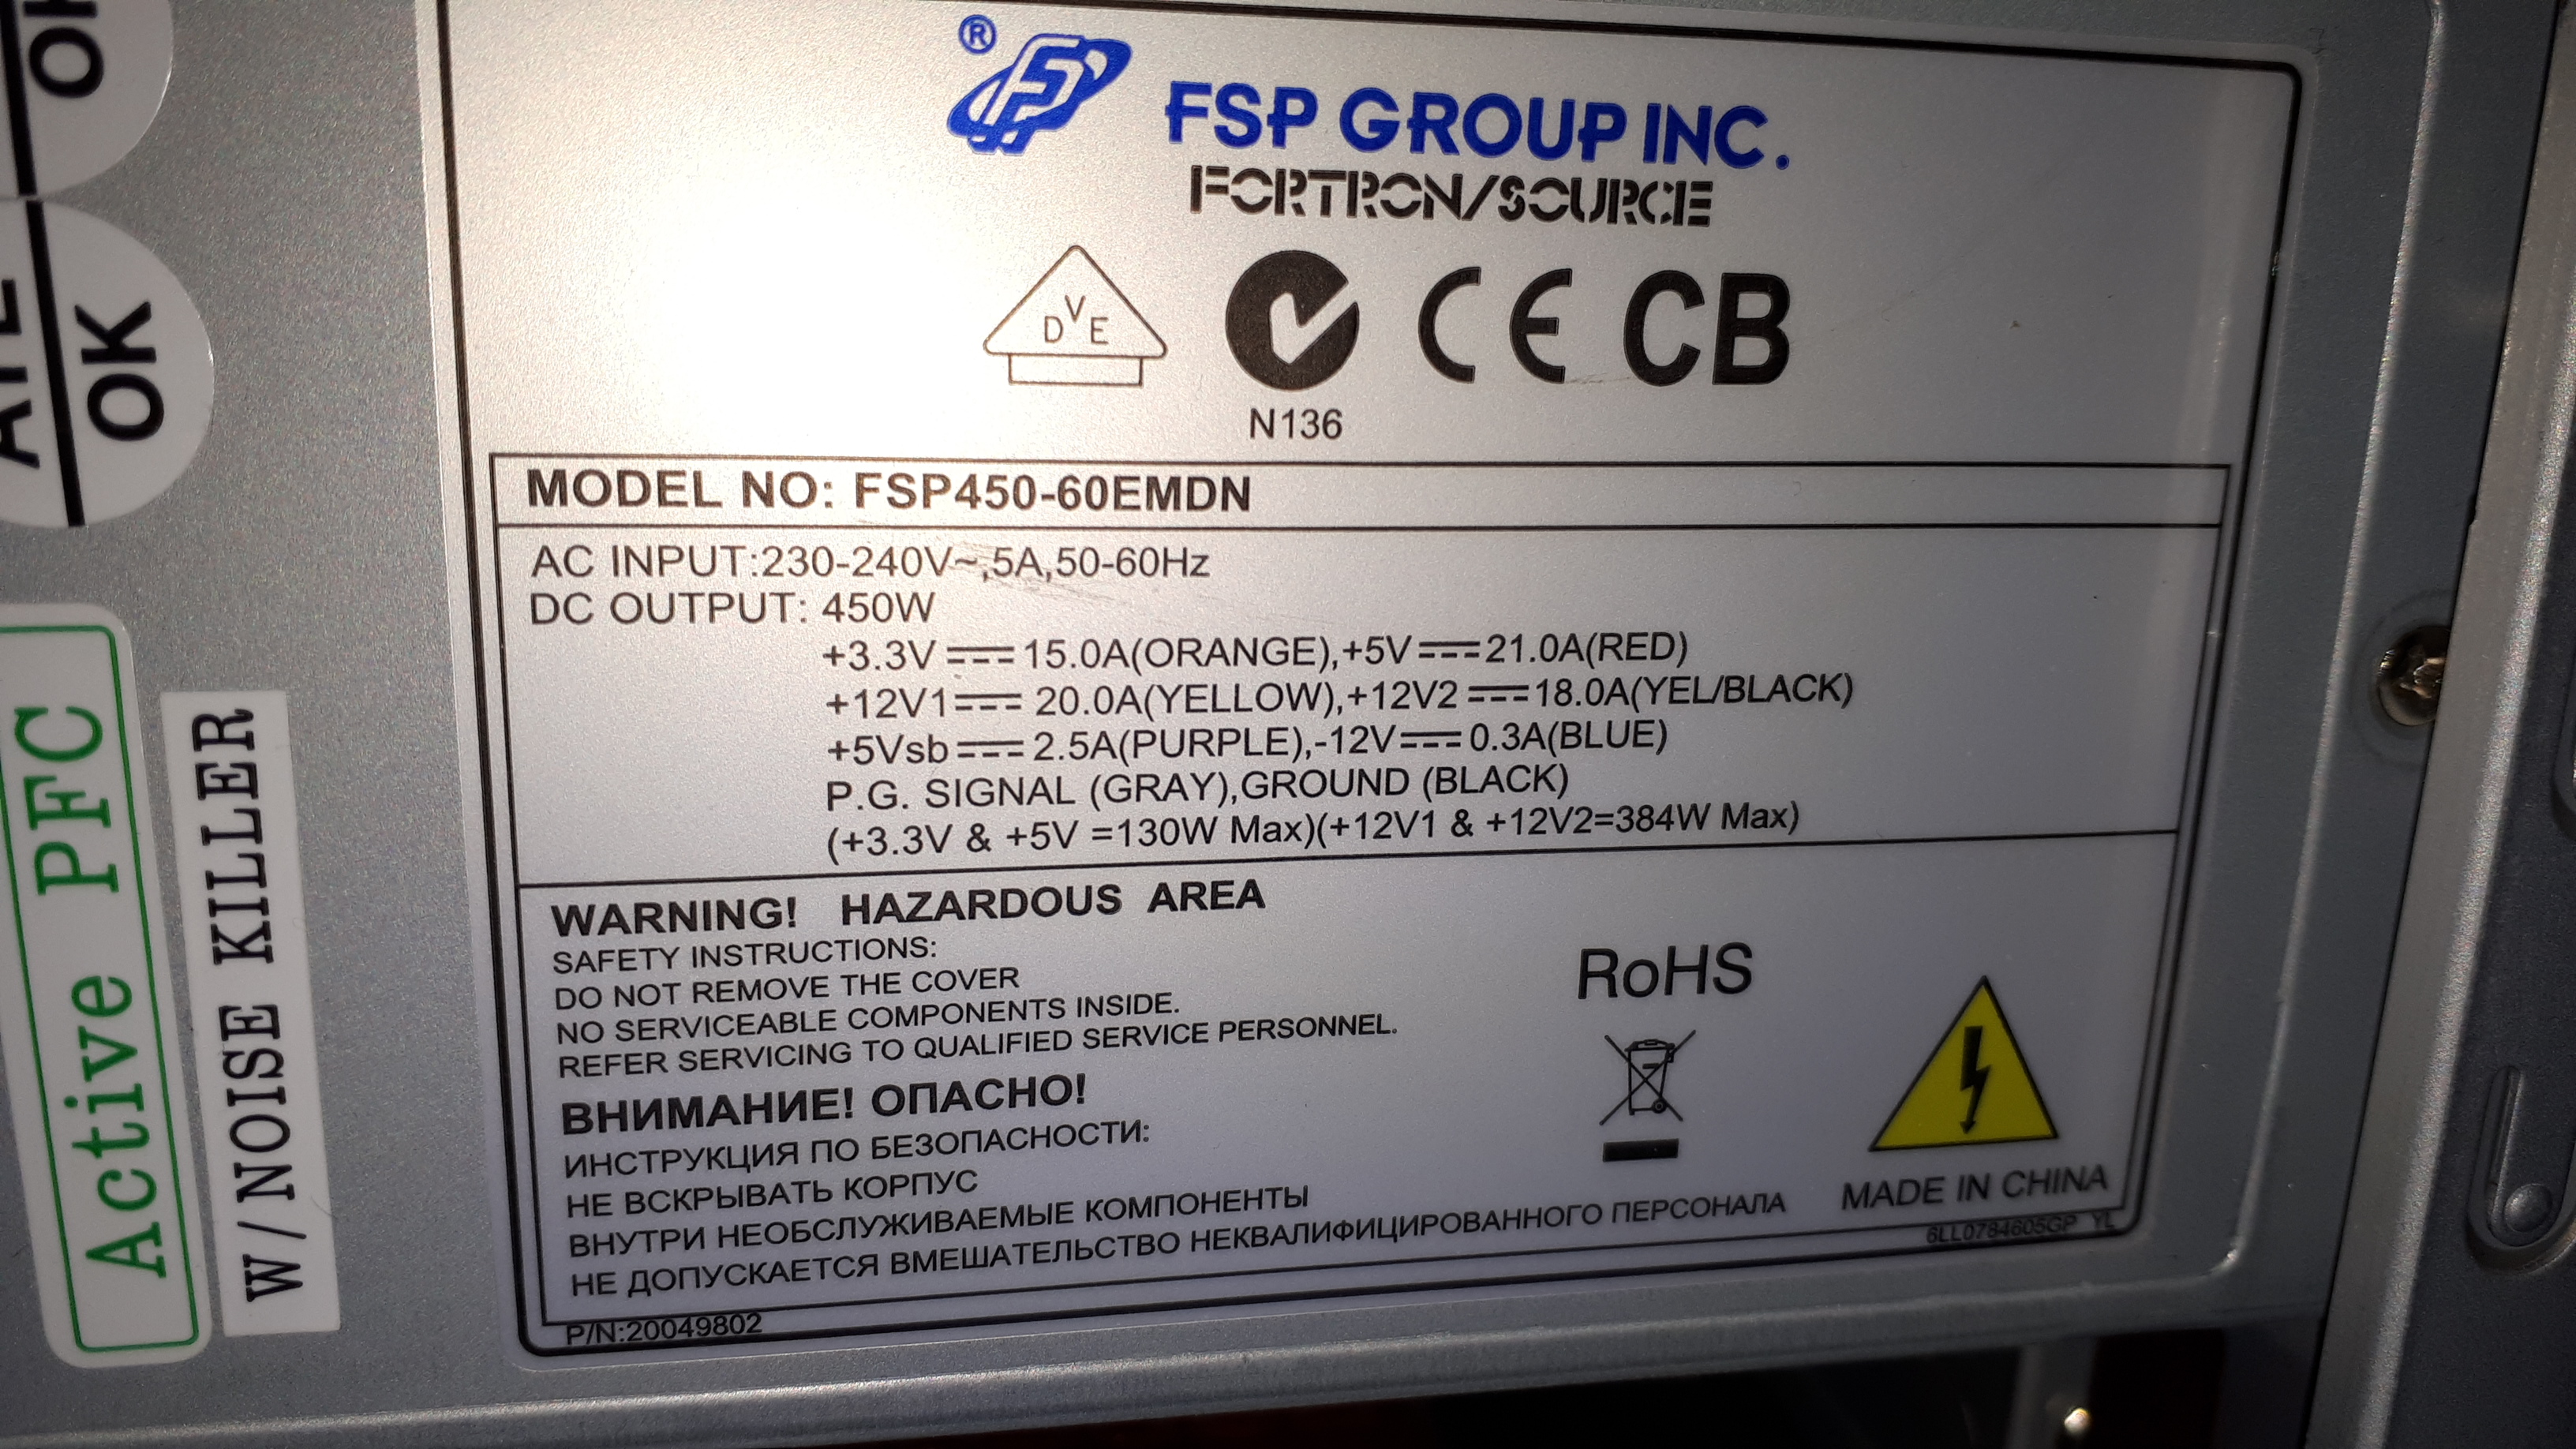 OK
ATE
OK
Active PFC
W/NOISE KILLER
®
FSP GROUP INC.
FORTRON/SOURCE
DVE
CE
CB
N136
MODEL NO: FSP450-60EMDN
AC INPUT:230-240V~,5A,50-60Hz
DC OUTPUT: 450W
+3.3V⎓15.0A(ORANGE),+5V⎓21.0A(RED)
+12V1⎓ 20.0A(YELLOW),+12V2⎓18.0A(YEL/BLACK)
+5Vsb⎓2.5A(PURPLE),-12V⎓0.3A(BLUE)
P.G. SIGNAL (GRAY),GROUND (BLACK)
(+3.3V & +5V =130W Max)(+12V1 & +12V2=384W Max)
WARNING! HAZARDOUS AREA
SAFETY INSTRUCTIONS:
DO NOT REMOVE THE COVER
NO SERVICEABLE COMPONENTS INSIDE.
REFER SERVICING TO QUALIFIED SERVICE PERSONNEL.
RoHS
ВНИМАНИЕ! ОПАСНО!
ИНСТРУКЦИЯ ПО БЕЗОПАСНОСТИ:
НЕ ВСКРЫВАТЬ КОРПУС
ВНУТРИ НЕОБСЛУЖИВАЕМЫЕ КОМПОНЕНТЫ
НЕ ДОПУСКАЕТСЯ ВМЕШАТЕЛЬСТВО НЕКВАЛИФИЦИРОВАННОГО ПЕРСОНАЛА
MADE IN CHINA
6LL0784605GP YL
P/N:20049802